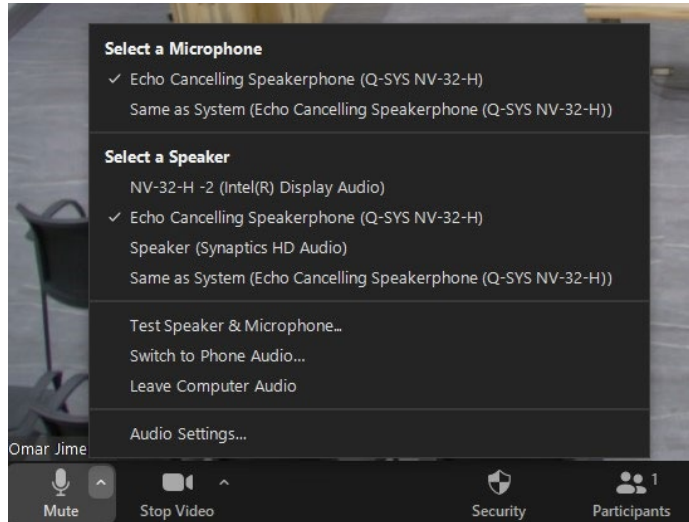 Select a Microphone
✓ Echo Cancelling Speakerphone (Q-SYS NV-32-H)
Same as System (Echo Cancelling Speakerphone (Q-SYS NV-32-H))
Select a Speaker
NV-32-H -2 (Intel(R) Display Audio)
✓ Echo Cancelling Speakerphone (Q-SYS NV-32-H)
Speaker (Synaptics HD Audio)
Same as System (Echo Cancelling Speakerphone (Q-SYS NV-32-H))
Test Speaker & Microphone...
Switch to Phone Audio...
Leave Computer Audio
Audio Settings...
Omar Jime
1
Mute Stop Video Security Participants